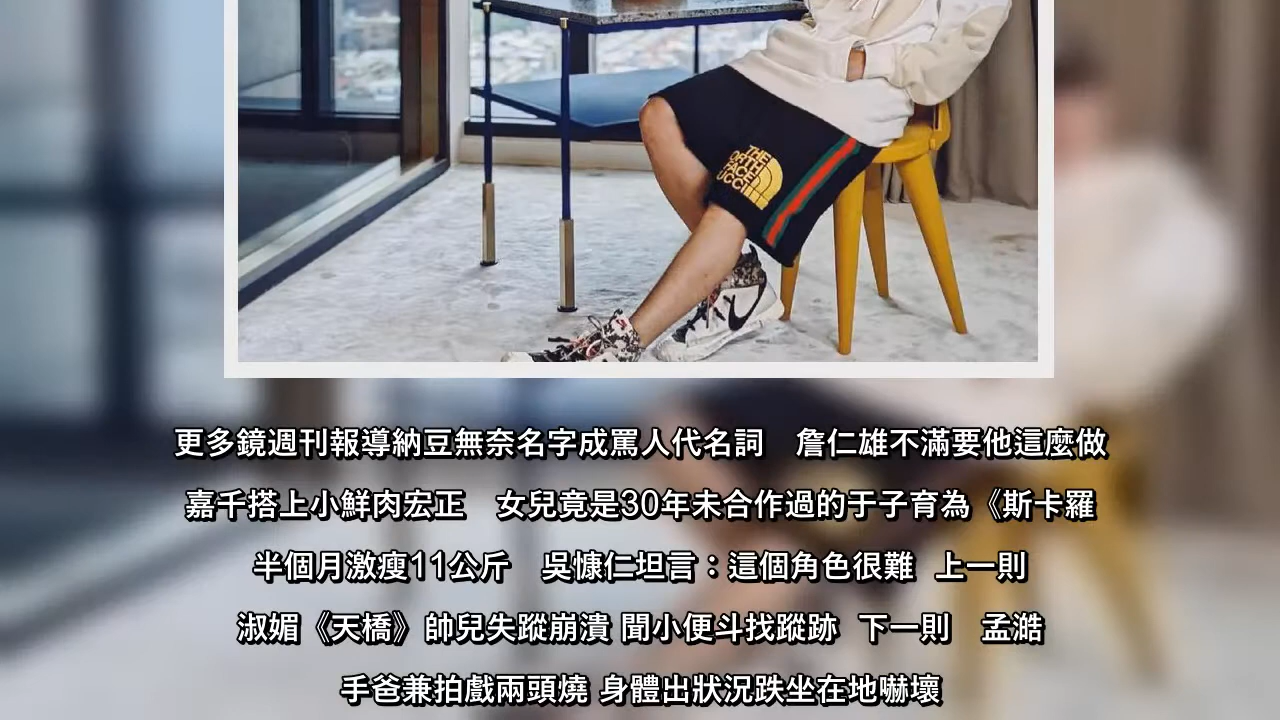 THE
NORTH
FACE
GUCCI
更多鏡週刊報導納豆無奈名字成罵人代名詞　詹仁雄不滿要他這麼做
嘉千搭上小鮮肉宏正　女兒竟是30年未合作過的于子育為《斯卡羅
半個月激瘦11公斤　吳慷仁坦言：這個角色很難 上一則
淑媚《天橋》帥兒失蹤崩潰 聞小便斗找蹤跡 下一則　孟澔
手爸兼拍戲兩頭燒 身體出狀況跌坐在地嚇壞